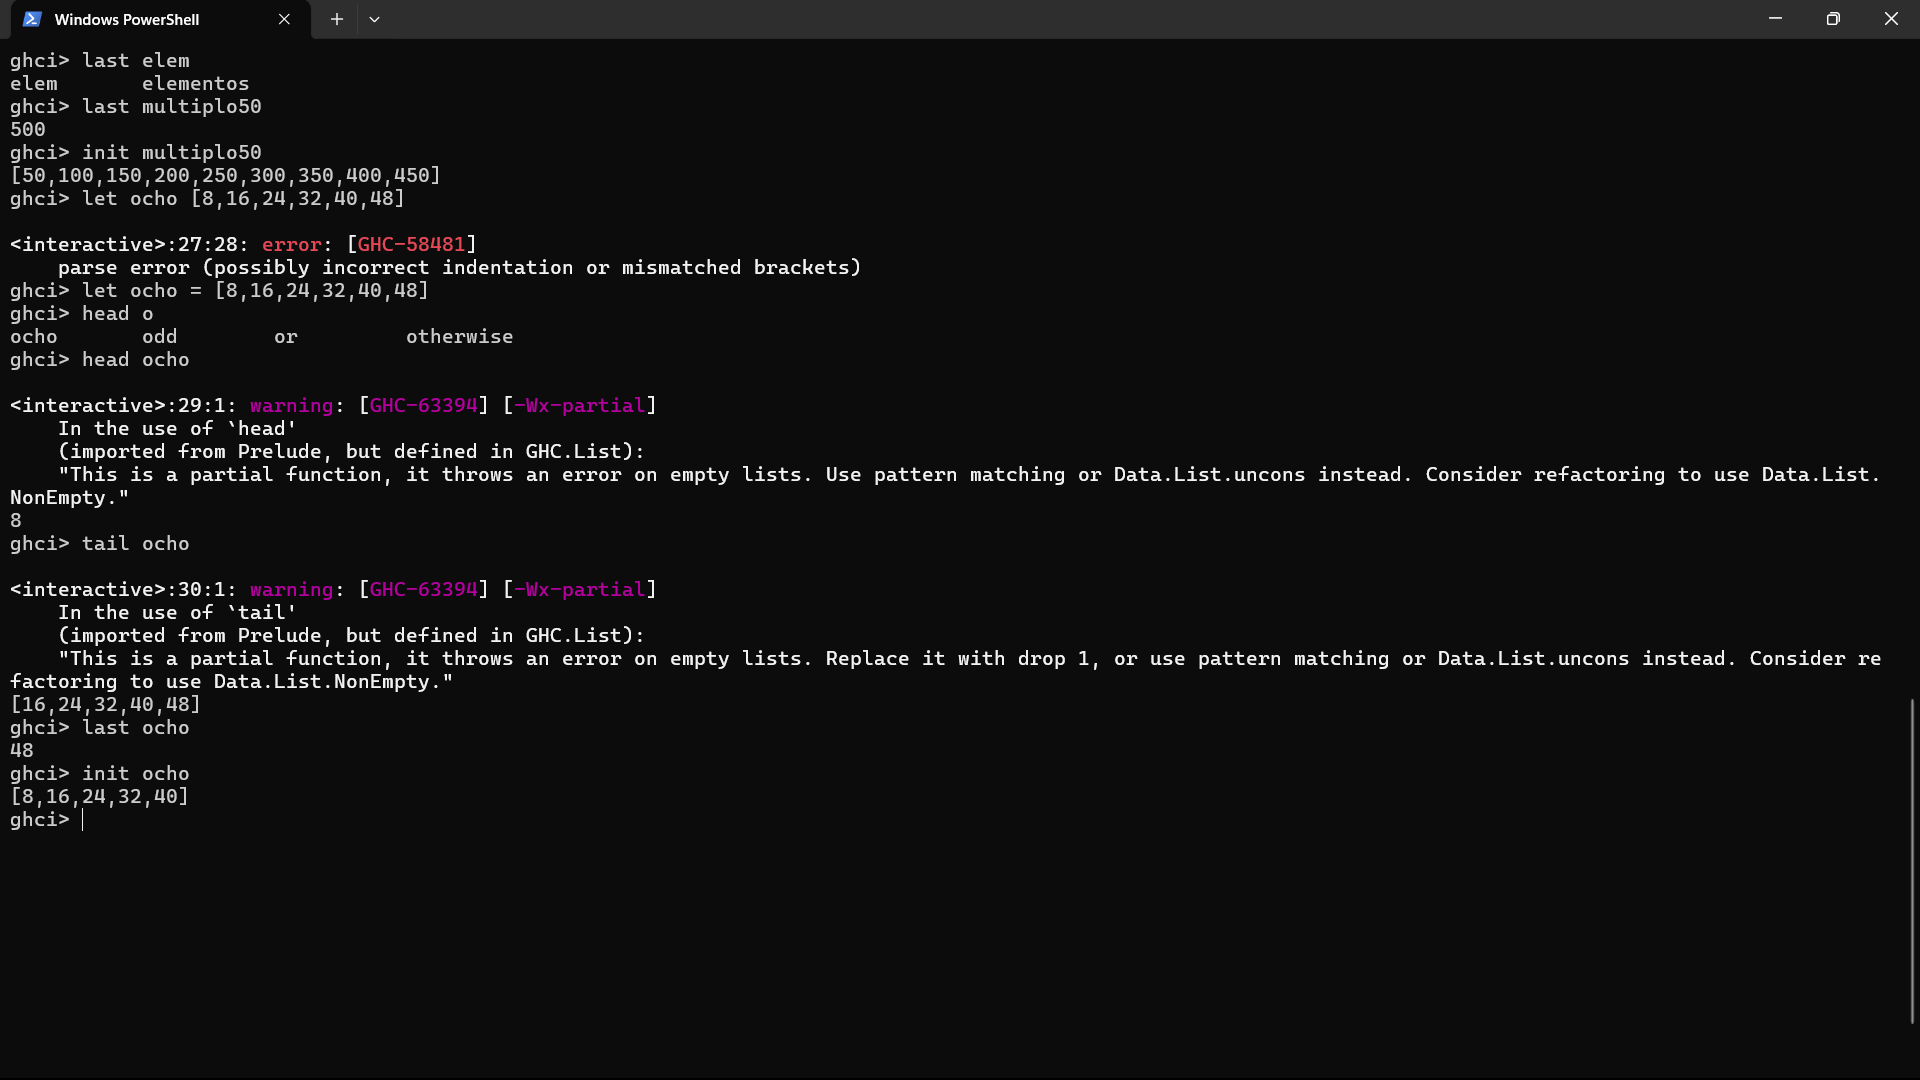 Windows PowerShell
ghci> last elem
elem       elementos
ghci> last multiplo50
500
ghci> init multiplo50
[50,100,150,200,250,300,350,400,450]
ghci> let ocho [8,16,24,32,40,48]
<interactive>:27:28: error: [GHC-58481]
    parse error (possibly incorrect indentation or mismatched brackets)
ghci> let ocho = [8,16,24,32,40,48]
ghci> head o
ocho       odd        or         otherwise
ghci> head ocho
<interactive>:29:1: warning: [GHC-63394] [-Wx-partial]
    In the use of `head'
    (imported from Prelude, but defined in GHC.List):
    "This is a partial function, it throws an error on empty lists. Use pattern matching or Data.List.uncons instead. Consider refactoring to use Data.List.
NonEmpty."
8
ghci> tail ocho
<interactive>:30:1: warning: [GHC-63394] [-Wx-partial]
    In the use of `tail'
    (imported from Prelude, but defined in GHC.List):
    "This is a partial function, it throws an error on empty lists. Replace it with drop 1, or use pattern matching or Data.List.uncons instead. Consider re
factoring to use Data.List.NonEmpty."
[16,24,32,40,48]
ghci> last ocho
48
ghci> init ocho
[8,16,24,32,40]
ghci>